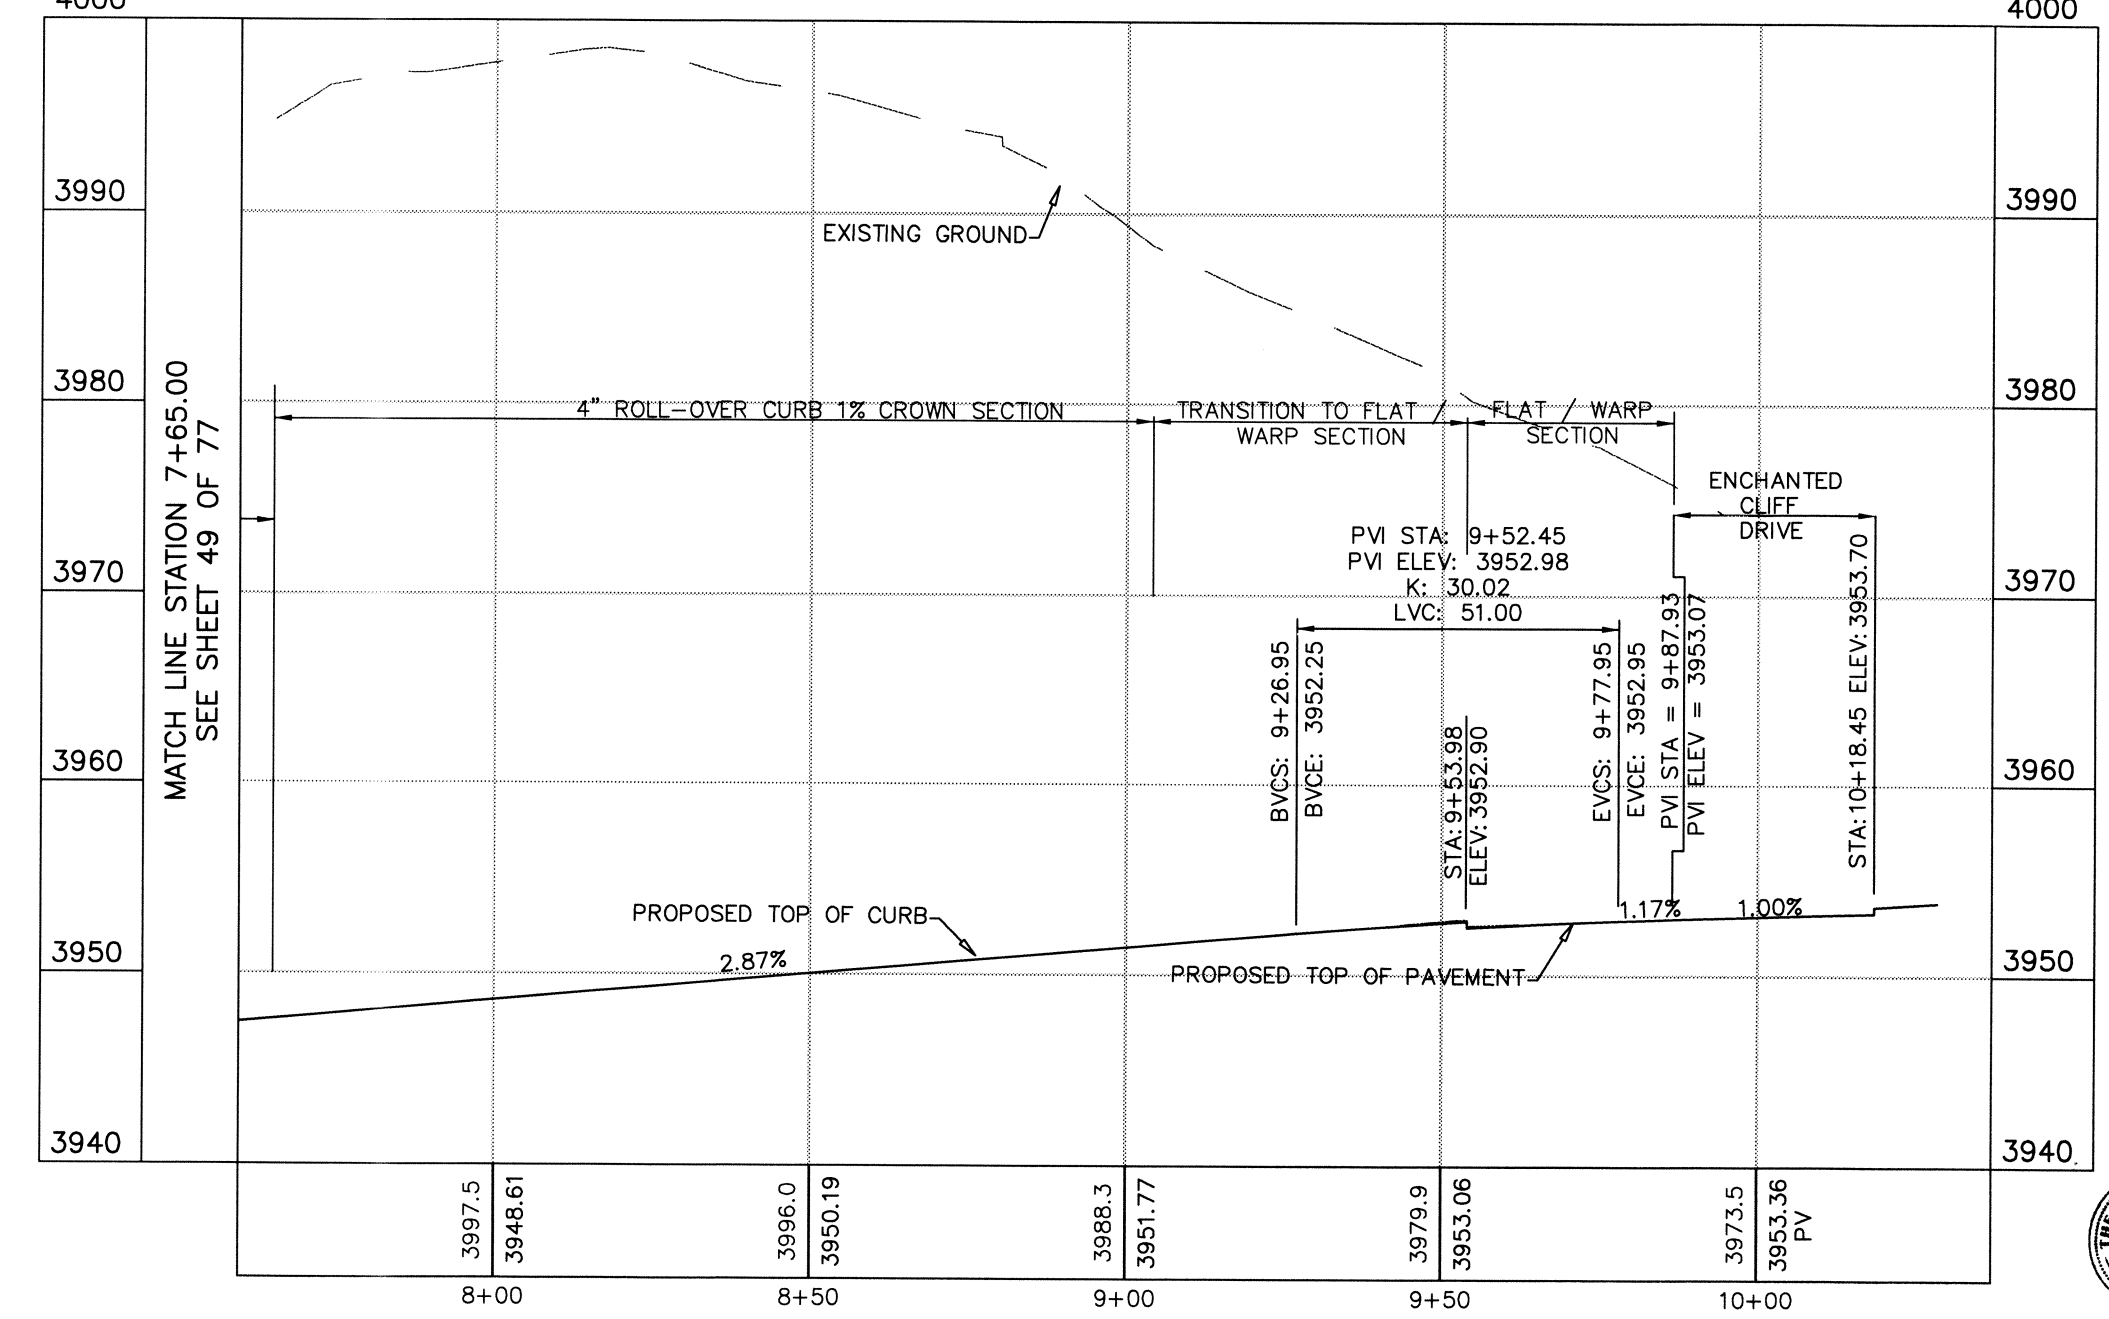 4000
4000
3990
3990
EXISTING GROUND
3980
3980
MATCH LINE STATION 7+65.00
SEE SHEET 49 OF 77
4" ROLL-OVER CURB 1% CROWN SECTION
TRANSITION TO FLAT /
WARP SECTION
FLAT / WARP
SECTION
ENCHANTED
CLIFF
DRIVE
PVI STA: 9+52.45
PVI ELEV: 3952.98
K: 30.02
LVC: 51.00
3970
3970
BVCS: 9+26.95
BVCE: 3952.25
STA: 9+53.98
ELEV: 3952.90
EVCS: 9+77.95
EVCE: 3952.95
PVI STA = 9+87.93
PVI ELEV = 3953.07
STA: 10+18.45 ELEV: 3953.70
3960
3960
PROPOSED TOP OF CURB
1.17%
1.00%
2.87%
PROPOSED TOP OF PAVEMENT
3950
3950
3940
3940
3997.5
3948.61
3996.0
3950.19
3988.3
3951.77
3979.9
3953.06
3973.5
3953.36
PV
8+00
8+50
9+00
9+50
10+00